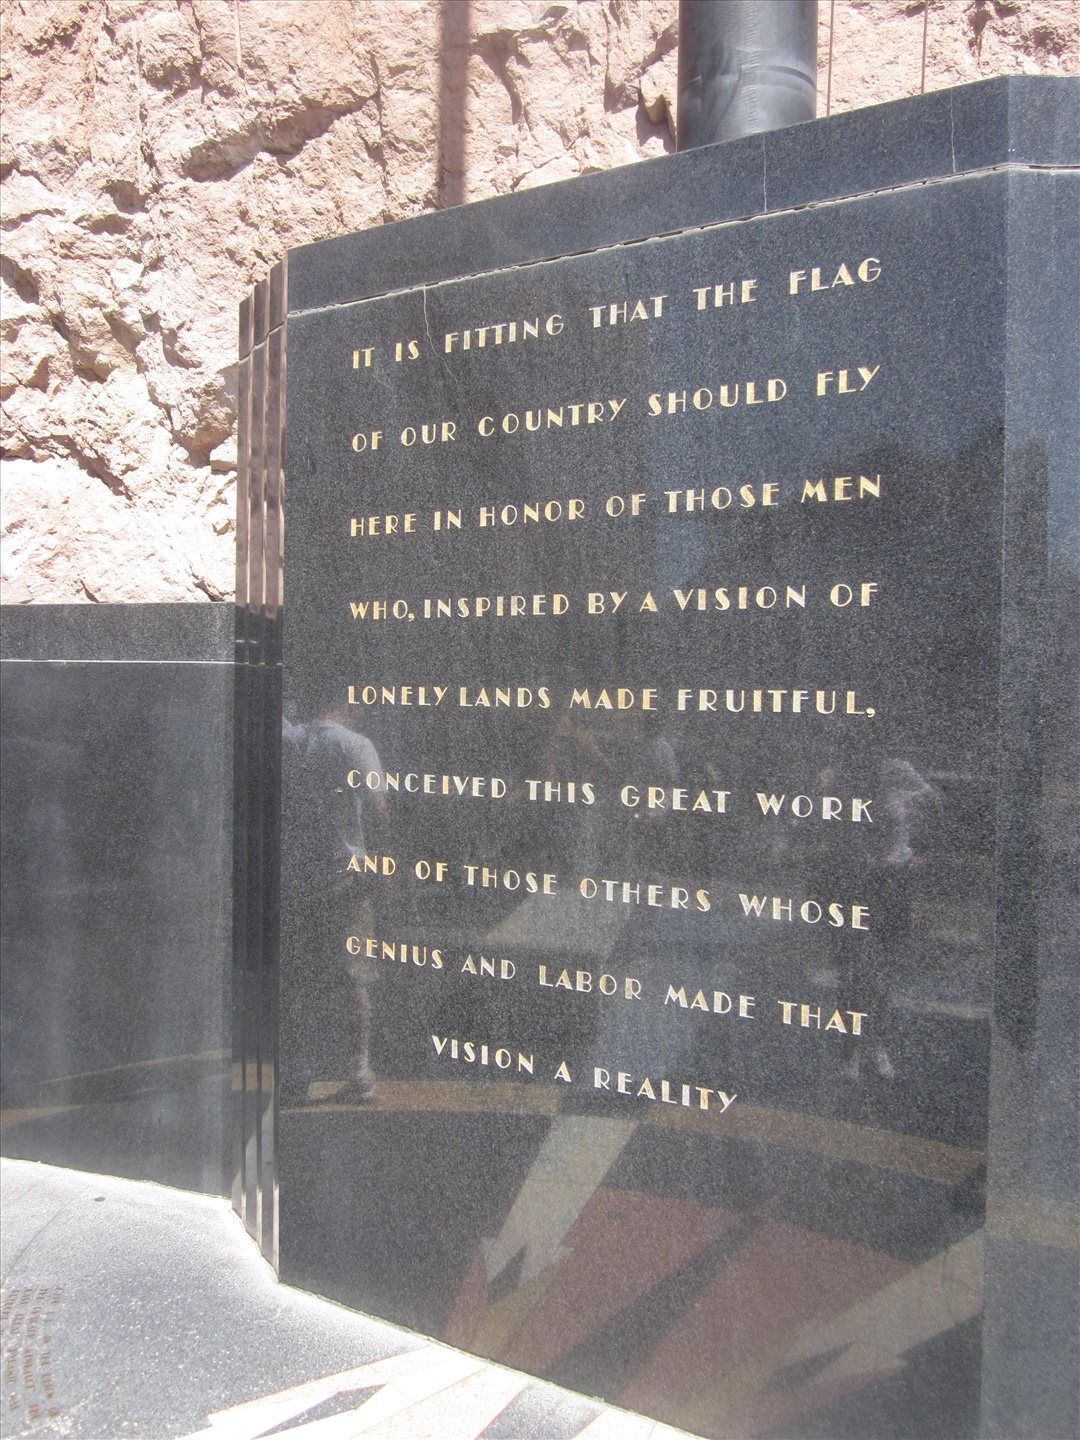 IT IS FITTING THAT THE FLAG
OF OUR COUNTRY SHOULD FLY
HERE IN HONOR OF THOSE MEN
WHO, INSPIRED BY A VISION OF
LONELY LANDS MADE FRUITFUL,
CONCEIVED THIS GREAT WORK
AND OF THOSE OTHERS WHOSE
GENIUS AND LABOR MADE THAT
VISION A REALITY